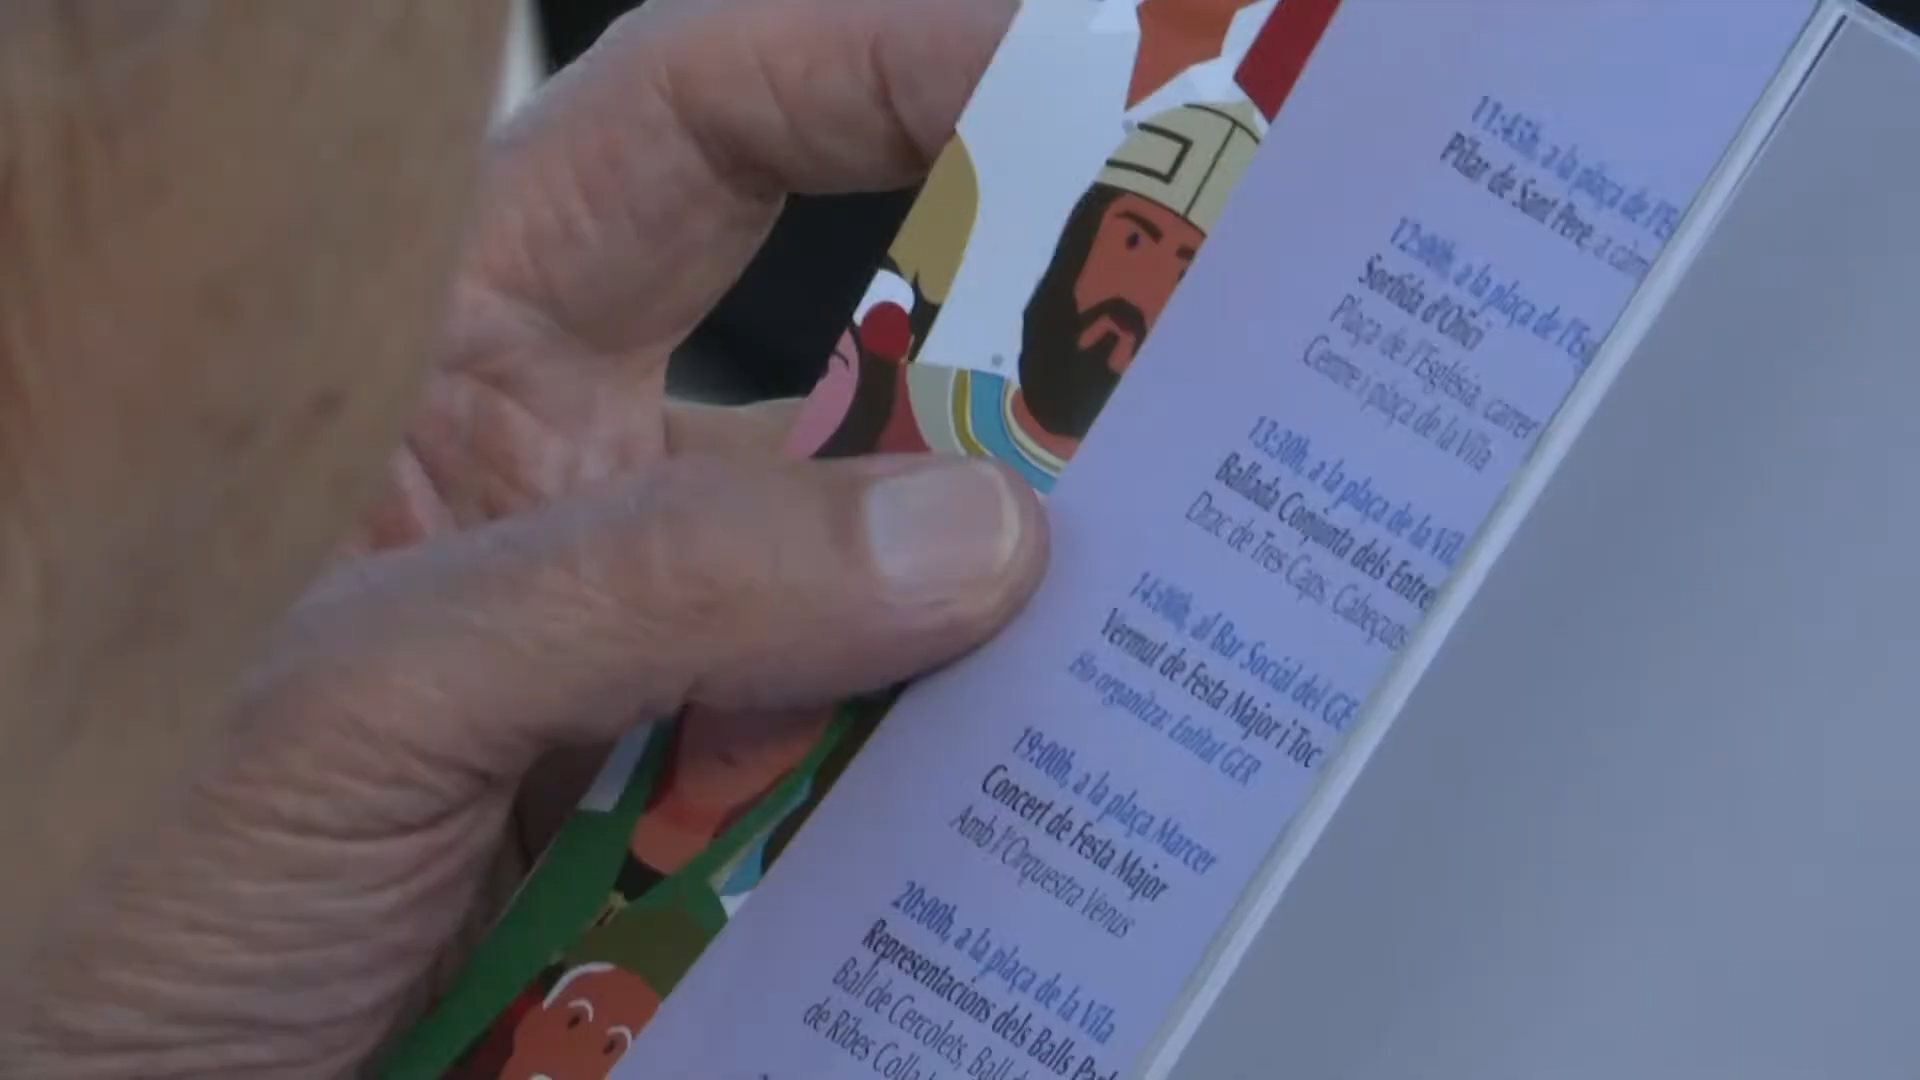 11:45h, a la plaça de l'Es
Pilar de Sant Pere, a càrr
12:00h, a la plaça de l'Esg
Sortida d'Ofici
Plaça de l'Església, carrer
Centre i plaça de la Vila
13:30h, a la plaça de la Vil
Ballada Conjunta dels Entre
Drac de Tres Caps, Cabeçuts
14:00h, al Bar Social del GE
Vermut de Festa Major i Toc
Ho organitza: Entitat GER
19:00h, a la plaça Marcer
Concert de Festa Major
Amb l'Orquestra Venus
20:00h, a la plaça de la Vila
Representacions dels Balls Parl
Ball de Cercolets, Ball d
de Ribes Colla